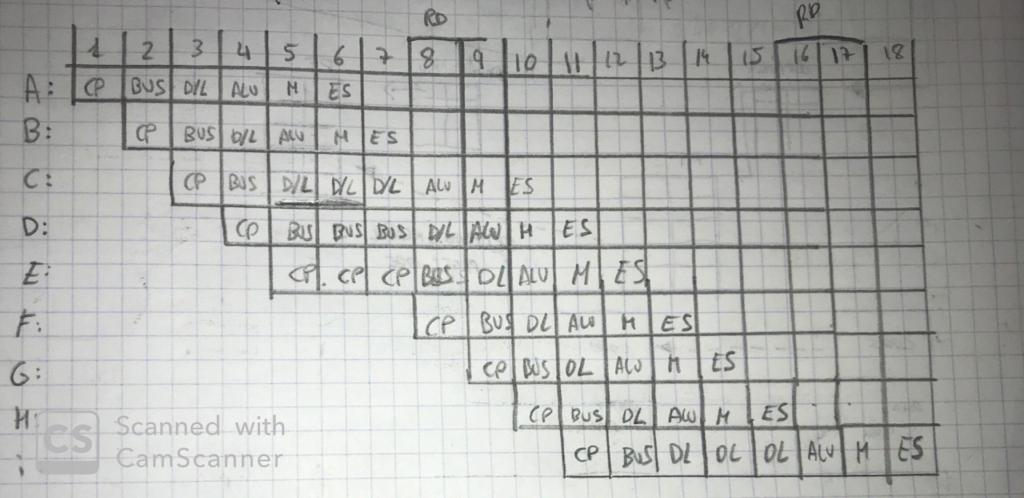 RD RD
1 2 3 4 5 6 7 8 9 10 11 12 13 14 15 16 17 18
A: CP BUS D/L ALU M ES
B: CP BUS D/L ALU M ES
C: CP BUS D/L D/L D/L ALU M ES
D: CP BUS BUS BUS D/L ALU M ES
E: CP. CP CP BUS DL ALU M ES
F: CP BUS DL ALU M ES
G: CP BUS DL ALU M ES
H: CP BUS DL ALU M ES
CP BUS DL DL DL ALU M ES
CS Scanned with
CamScanner